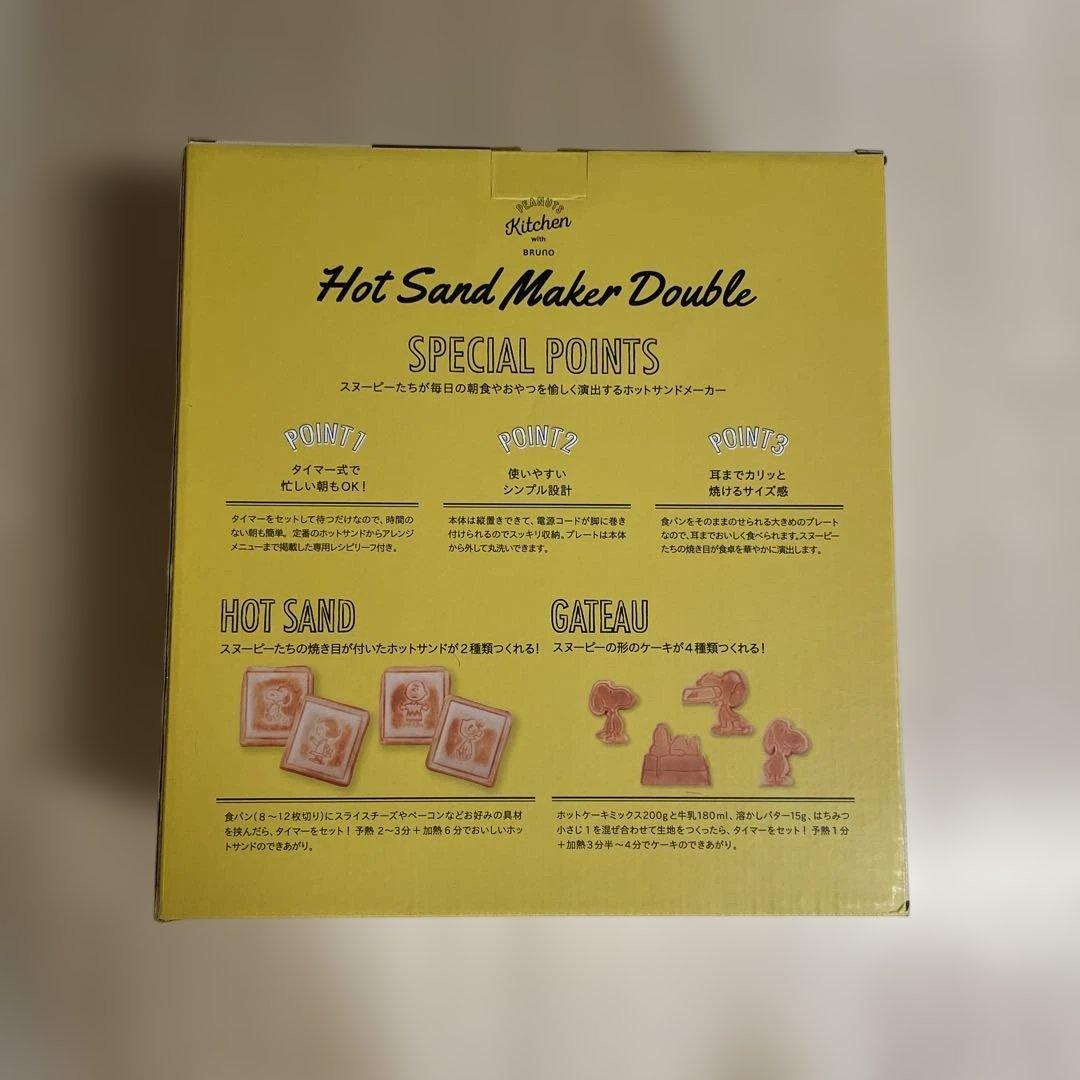 PEANUTS
Kitchen
with
BRUNO
Hot Sand Maker Double
SPECIAL POINTS
スヌーピーたちが毎日の朝食やおやつを愉しく演出するホットサンドメーカー
POINT1
タイマー式で
忙しい朝もOK!
タイマーをセットして待つだけなので、時間の
ない朝も簡単。定番のホットサンドからアレンジ
メニューまで掲載した専用レシピリーフ付き。
POINT2
使いやすい
シンプル設計
本体は縦置きできて、電源コードが脚に巻き
付けられるのでスッキリ収納。プレートは本体
から外して丸洗いできます。
POINT3
耳までカリッと
焼けるサイズ感
食パンをそのままのせられる大きめのプレート
なので、耳までおいしく食べられます。スヌーピー
たちの焼き目が食卓を華やかに演出します。
HOT SAND
スヌーピーたちの焼き目が付いたホットサンドが2種類つくれる!
食パン(8〜12枚切り)にスライスチーズやベーコンなどお好みの具材
を挟んだら、タイマーをセット! 予熱 2〜3分+加熱6分でおいしいホッ
トサンドのできあがり。
GATEAU
スヌーピーの形のケーキが4種類つくれる!
ホットケーキミックス200gと牛乳180ml、溶かしバター15g、はちみつ
小さじ1を混ぜ合わせて生地をつくったら、タイマーをセット! 予熱1分
+加熱3分半〜4分でケーキのできあがり。